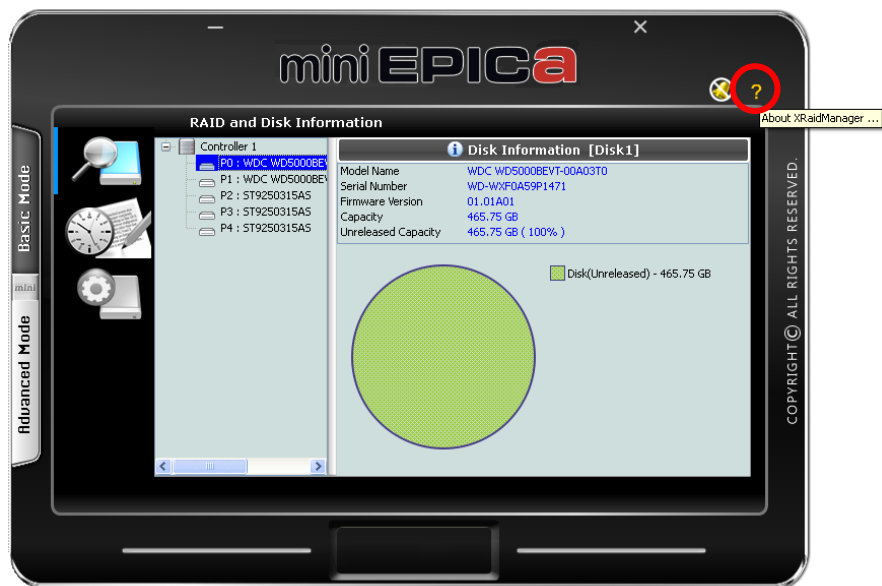 mini EPICa
?
About XRaidManager ...
RAID and Disk Information
Basic Mode
mini
Advanced Mode
Controller 1
P0 : WDC WD5000BEV
P1 : WDC WD5000BEV
P2 : ST9250315AS
P3 : ST9250315AS
P4 : ST9250315AS
Disk Information [Disk1]
Model Name WDC WD5000BEVT-00A03T0
Serial Number WD-WXF0A59P1471
Firmware Version 01.01A01
Capacity 465.75 GB
Unreleased Capacity 465.75 GB ( 100% )
Disk(Unreleased) - 465.75 GB
COPYRIGHT© ALL RIGHTS RESERVED.